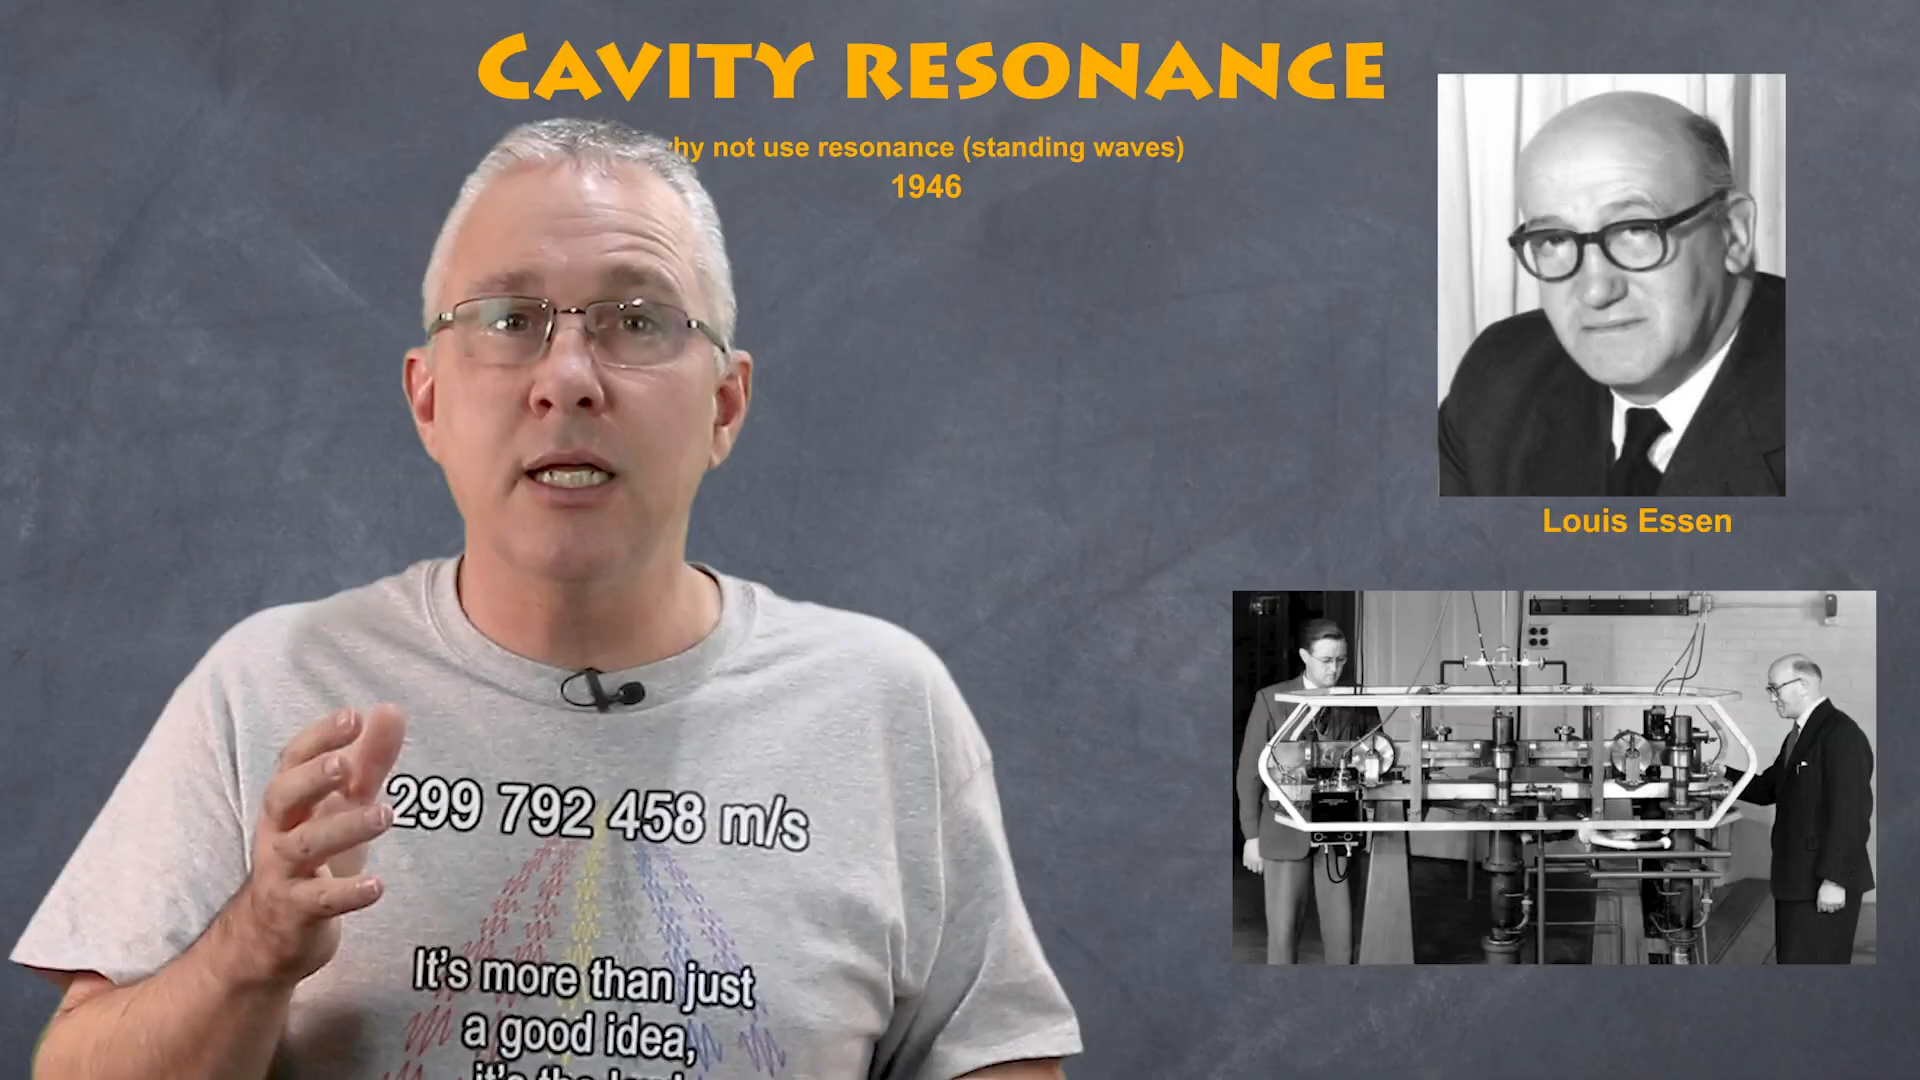 CAVITY RESONANCE
not use resonance (standing waves)
1946
Louis Essen
299 792 458 m/s
It's more than just
a good idea,